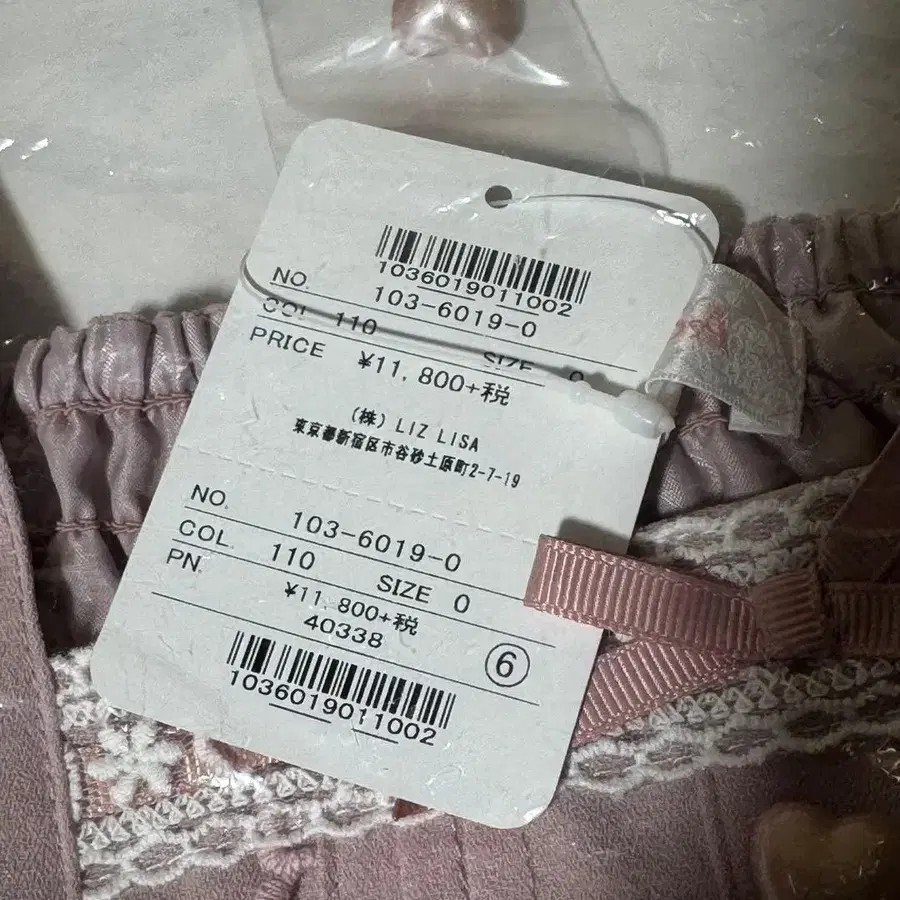 1036019011002
NO. 103-6019-0
COL 110 SIZE 0
PRICE ¥11,800+税
(株) LIZ LISA
東京都新宿区市谷砂土原町2-7-19
NO. 103-6019-0
COL. 110 SIZE 0
PN. ¥11,800+税
40338
⑥
1036019011002